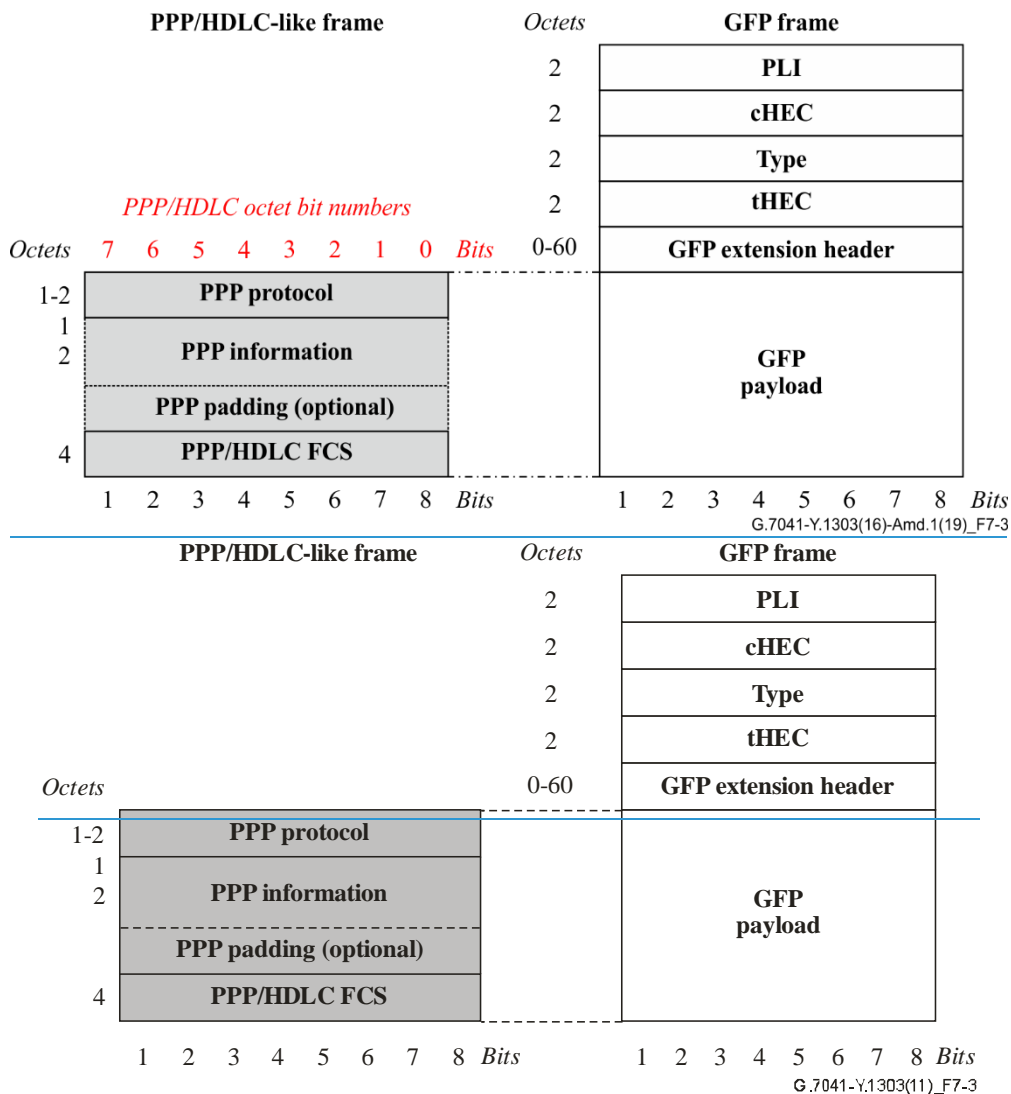 PPP/HDLC-like frame Octets GFP frame
2 PLI
2 cHEC
2 Type
PPP/HDLC octet bit numbers 2 tHEC
Octets 7 6 5 4 3 2 1 0 Bits 0-60 GFP extension header
1-2 PPP protocol
1
2 PPP information
GFP
payload
PPP padding (optional)
4 PPP/HDLC FCS
1 2 3 4 5 6 7 8 Bits 1 2 3 4 5 6 7 8 Bits
G.7041-Y.1303(16)-Amd.1(19)_F7-3
PPP/HDLC-like frame Octets GFP frame
2 PLI
2 cHEC
2 Type
2 tHEC
Octets 0-60 GFP extension header
1-2 PPP protocol
1
2 PPP information
GFP
payload
PPP padding (optional)
4 PPP/HDLC FCS
1 2 3 4 5 6 7 8 Bits 1 2 3 4 5 6 7 8 Bits
G.7041-Y.1303(11)_F7-3